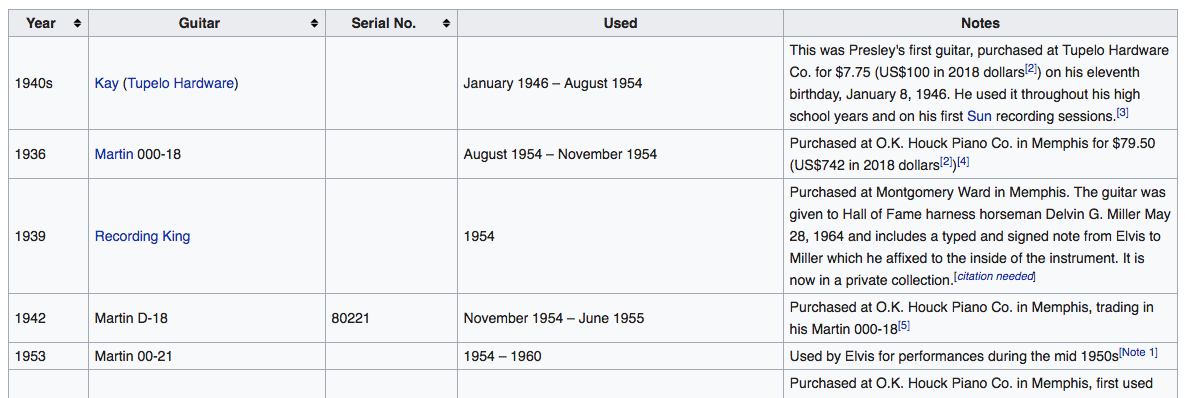 Year Guitar Serial No. Used Notes
This was Presley's first guitar, purchased at Tupelo Hardware
Co. for $7.75 (US$100 in 2018 dollars[2]) on his eleventh
1940s Kay (Tupelo Hardware) January 1946 – August 1954
birthday, January 8, 1946. He used it throughout his high
school years and on his first Sun recording sessions.[3]
1936 Martin 000-18 August 1954 – November 1954
Purchased at O.K. Houck Piano Co. in Memphis for $79.50
(US$742 in 2018 dollars[2])[4]
Purchased at Montgomery Ward in Memphis. The guitar was
given to Hall of Fame harness horseman Delvin G. Miller May
1939 Recording King 1954 28, 1964 and includes a typed and signed note from Elvis to
Miller which he affixed to the inside of the instrument. It is
now in a private collection.[citation needed]
1942 Martin D-18 80221 November 1954 – June 1955
Purchased at O.K. Houck Piano Co. in Memphis, trading in
his Martin 000-18[5]
1953 Martin 00-21 1954 – 1960 Used by Elvis for performances during the mid 1950s[Note 1]
Purchased at O.K. Houck Piano Co. in Memphis, first used